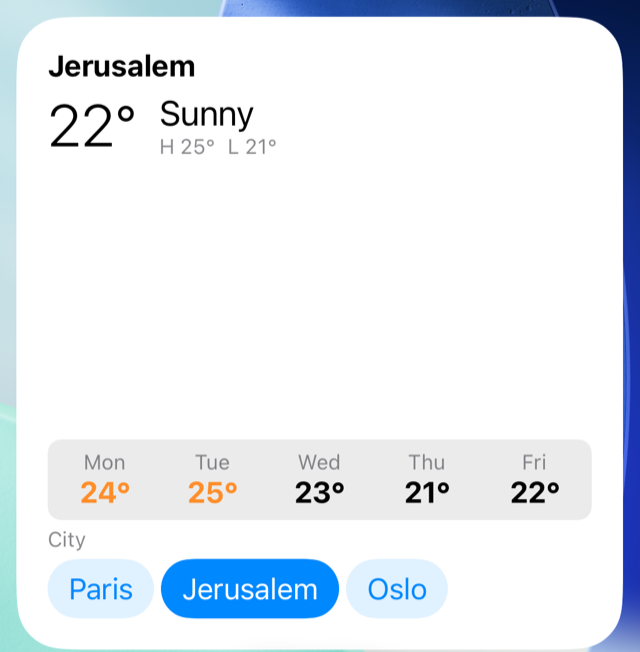 Jerusalem
22° Sunny
H 25° L 21°
Mon Tue Wed Thu Fri
24° 25° 23° 21° 22°
City
Paris Jerusalem Oslo